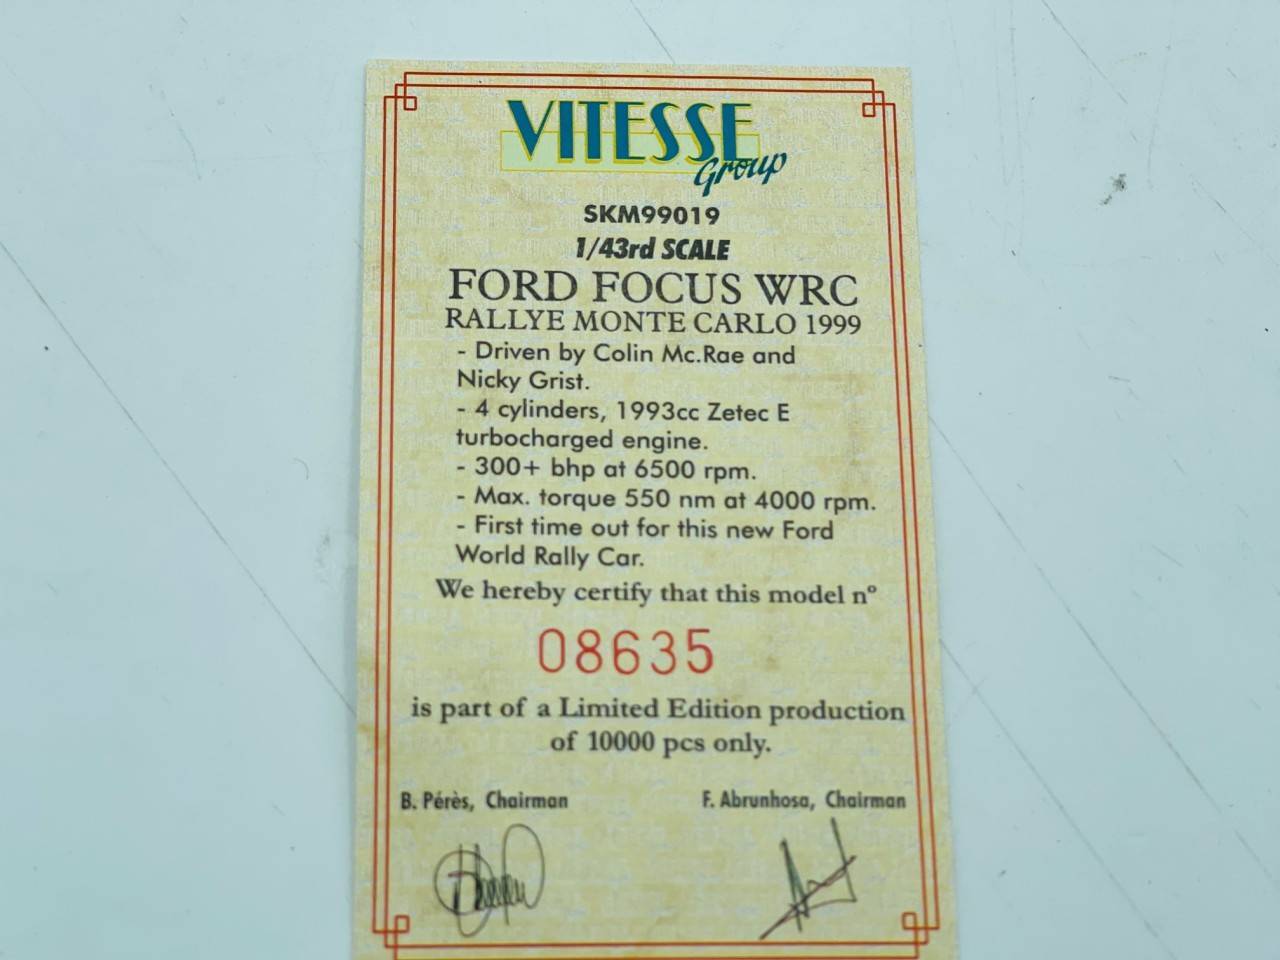 VITESSE
Group
SKM99019
1/43rd SCALE
FORD FOCUS WRC
RALLYE MONTE CARLO 1999
- Driven by Colin Mc.Rae and
Nicky Grist.
- 4 cylinders, 1993cc Zetec E
turbocharged engine.
- 300+ bhp at 6500 rpm.
- Max. torque 550 nm at 4000 rpm.
- First time out for this new Ford
World Rally Car.
We hereby certify that this model nº
08635
is part of a Limited Edition production
of 10000 pcs only.
B. Pérès, Chairman F. Abrunhosa, Chairman